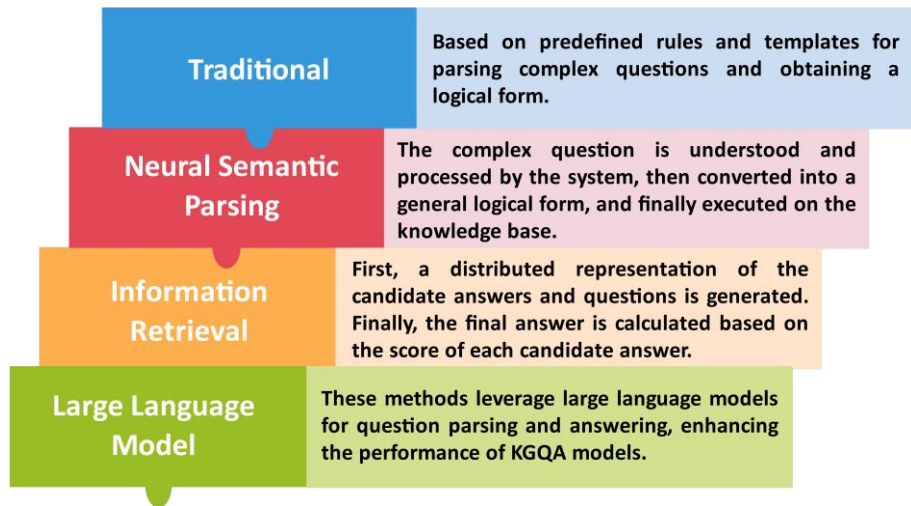 Traditional
Based on predefined rules and templates for
parsing complex questions and obtaining a
logical form.
Neural Semantic
Parsing
The complex question is understood and
processed by the system, then converted into a
general logical form, and finally executed on the
knowledge base.
Information
Retrieval
First, a distributed representation of the
candidate answers and questions is generated.
Finally, the final answer is calculated based on
the score of each candidate answer.
Large Language
Model
These methods leverage large language models
for question parsing and answering, enhancing
the performance of KGQA models.